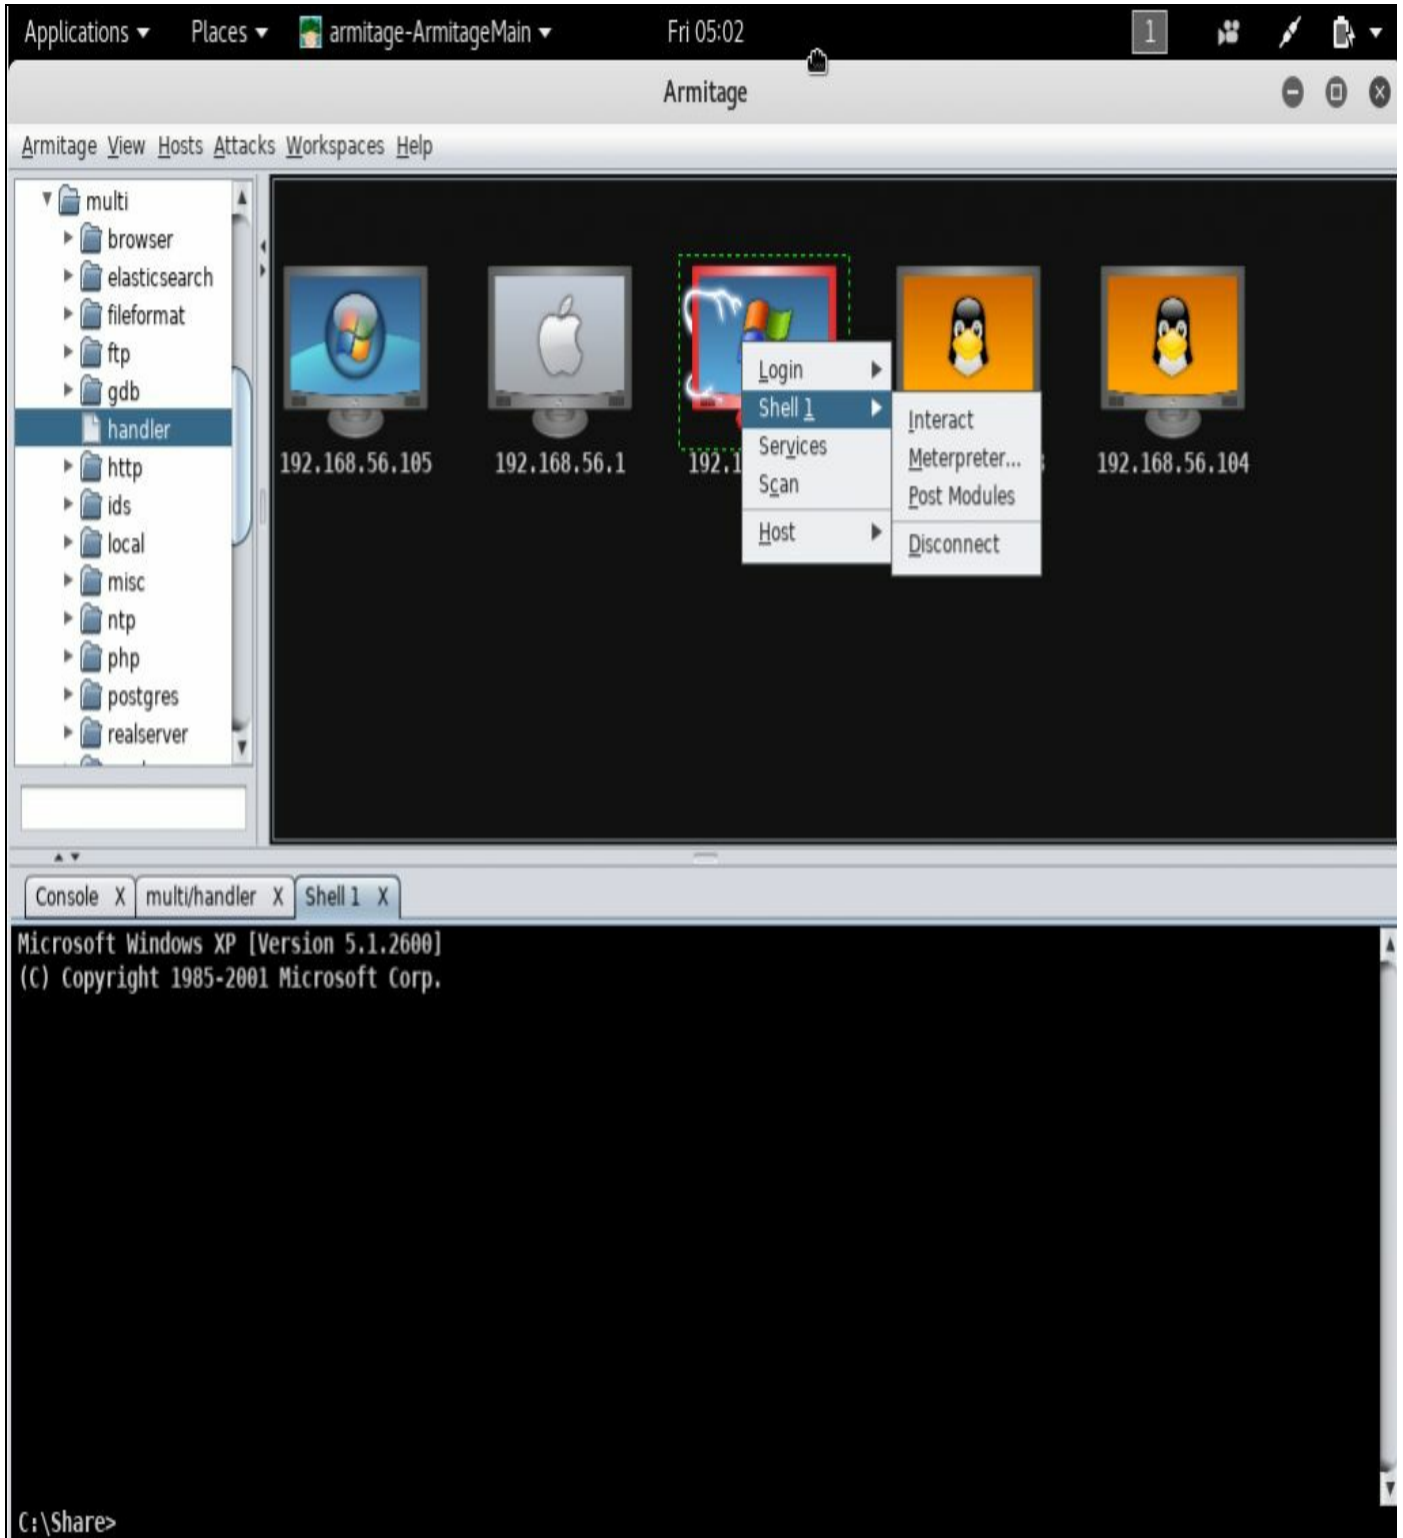 Applications Places armitage-ArmitageMain Fri 05:02 1
Armitage
Armitage View Hosts Attacks Workspaces Help
multi
browser
elasticsearch
fileformat
ftp
gdb
handler
http
ids
local
misc
ntp
php
postgres
realserver
192.168.56.105
192.168.56.1
192.1
192.168.56.104
Login
Shell 1
Services
Scan
Host
Interact
Meterpreter...
Post Modules
Disconnect
Console X multi/handler X Shell 1 X
Microsoft Windows XP [Version 5.1.2600]
(C) Copyright 1985-2001 Microsoft Corp.
C:\Share>